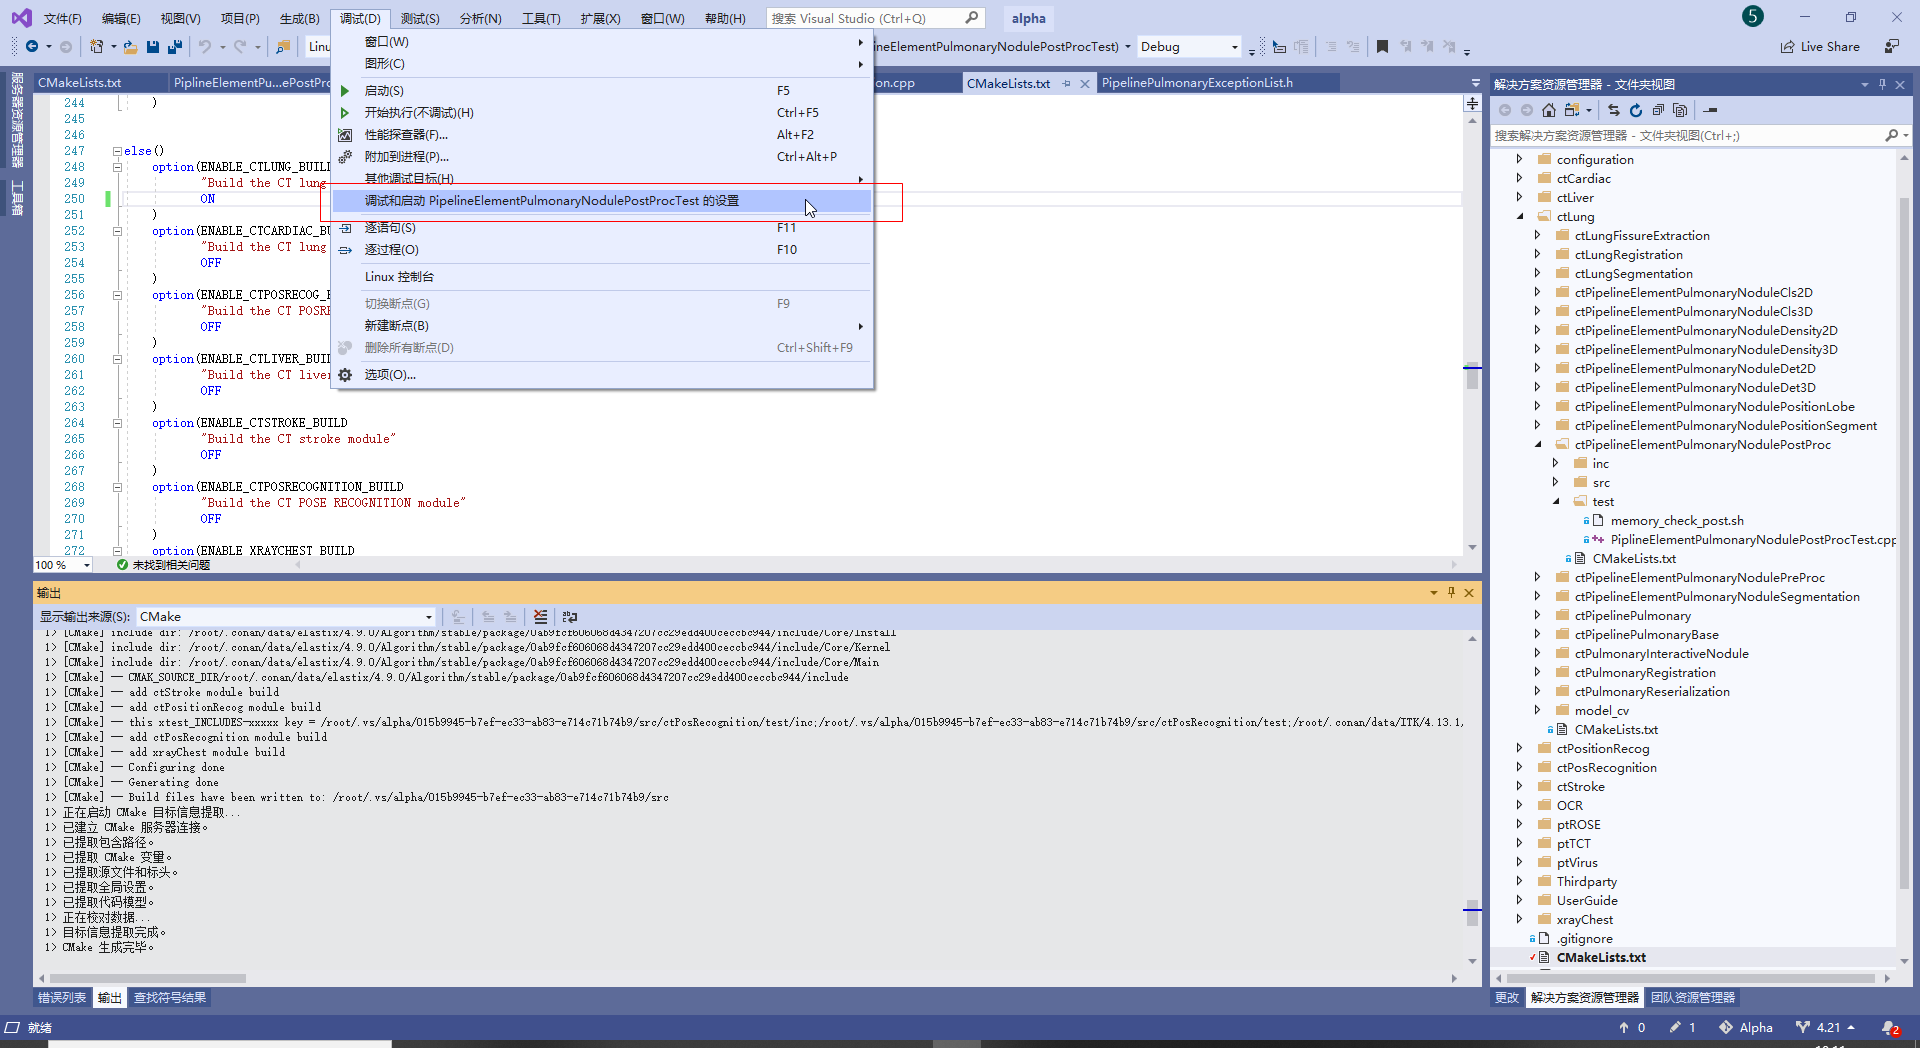 文件(F) 编辑(E) 视图(V) 项目(P) 生成(B) 调试(D) 测试(S) 分析(N) 工具(T) 扩展(X) 窗口(W) 帮助(H) 搜索 Visual Studio (Ctrl+Q) alpha 5
Linu ineElementPulmonaryNodulePostProcTest) Debug Live Share
服务器资源管理器
工具箱
CMakeLists.txt PiplineElementPu...ePostPro on.cpp CMakeLists.txt PipelinePulmonaryExceptionList.h
窗口(W)
图形(C)
启动(S) F5
开始执行(不调试)(H) Ctrl+F5
性能探查器(F)... Alt+F2
附加到进程(P)... Ctrl+Alt+P
其他调试目标(H)
调试和启动 PipelineElementPulmonaryNodulePostProcTest 的设置
逐语句(S) F11
逐过程(O) F10
Linux 控制台
切换断点(G) F9
新建断点(B)
删除所有断点(D) Ctrl+Shift+F9
选项(O)...
244 )
245
246
247 else()
248 option(ENABLE_CTLUNG_BUILD
249 "Build the CT lung
250 ON
251 )
252 option(ENABLE_CTCARDIAC_BU
253 "Build the CT lung
254 OFF
255 )
256 option(ENABLE_CTPOSRECOG_B
257 "Build the CT POSRE
258 OFF
259 )
260 option(ENABLE_CTLIVER_BUIL
261 "Build the CT liver
262 OFF
263 )
264 option(ENABLE_CTSTROKE_BUILD
265 "Build the CT stroke module"
266 OFF
267 )
268 option(ENABLE_CTPOSRECOGNITION_BUILD
269 "Build the CT POSE RECOGNITION module"
270 OFF
271 )
272 option(ENABLE_XRAYCHEST_BUILD
100 % 未找到相关问题
输出
显示输出来源(S): CMake
1> [CMake] include dir: /root/.conan/data/elastix/4.9.0/Algorithm/stable/package/0ab9fcf606068d4347207cc29edd400ceccbc944/include/Core/Install
1> [CMake] include dir: /root/.conan/data/elastix/4.9.0/Algorithm/stable/package/0ab9fcf606068d4347207cc29edd400ceccbc944/include/Core/Kernel
1> [CMake] include dir: /root/.conan/data/elastix/4.9.0/Algorithm/stable/package/0ab9fcf606068d4347207cc29edd400ceccbc944/include/Core/Main
1> [CMake] -- CMAK_SOURCE_DIR/root/.conan/data/elastix/4.9.0/Algorithm/stable/package/0ab9fcf606068d4347207cc29edd400ceccbc944/include
1> [CMake] -- add ctStroke module build
1> [CMake] -- add ctPositionRecog module build
1> [CMake] -- this xtest_INCLUDES-xxxxx key = /root/.vs/alpha/015b9945-b7ef-ec33-ab83-e714c71b74b9/src/ctPosRecognition/test/inc;/root/.vs/alpha/015b9945-b7ef-ec33-ab83-e714c71b74b9/src/ctPosRecognition/test;/root/.conan/data/ITK/4.13.1,
1> [CMake] -- add ctPosRecognition module build
1> [CMake] -- add xrayChest module build
1> [CMake] -- Configuring done
1> [CMake] -- Generating done
1> [CMake] -- Build files have been written to: /root/.vs/alpha/015b9945-b7ef-ec33-ab83-e714c71b74b9/src
1> 正在启动 CMake 目标信息提取...
1> 已建立 CMake 服务器连接。
1> 已提取包含路径。
1> 已提取 CMake 变量。
1> 已提取源文件和标头。
1> 已提取全局设置。
1> 已提取代码模型。
1> 正在校对数据...
1> 目标信息提取完成。
1> CMake 生成完毕。
错误列表 输出 查找符号结果
解决方案资源管理器 - 文件夹视图
搜索解决方案资源管理器 - 文件夹视图(Ctrl+;)
configuration
ctCardiac
ctLiver
ctLung
ctLungFissureExtraction
ctLungRegistration
ctLungSegmentation
ctPipelineElementPulmonaryNoduleCls2D
ctPipelineElementPulmonaryNoduleCls3D
ctPipelineElementPulmonaryNoduleDensity2D
ctPipelineElementPulmonaryNoduleDensity3D
ctPipelineElementPulmonaryNoduleDet2D
ctPipelineElementPulmonaryNoduleDet3D
ctPipelineElementPulmonaryNodulePositionLobe
ctPipelineElementPulmonaryNodulePositionSegment
ctPipelineElementPulmonaryNodulePostProc
inc
src
test
memory_check_post.sh
PiplineElementPulmonaryNodulePostProcTest.cpp
CMakeLists.txt
ctPipelineElementPulmonaryNodulePreProc
ctPipelineElementPulmonaryNoduleSegmentation
ctPipelinePulmonary
ctPipelinePulmonaryBase
ctPulmonaryInteractiveNodule
ctPulmonaryRegistration
ctPulmonaryReserialization
model_cv
CMakeLists.txt
ctPositionRecog
ctPosRecognition
ctStroke
OCR
ptROSE
ptTCT
ptVirus
Thirdparty
UserGuide
xrayChest
.gitignore
CMakeLists.txt
更改 解决方案资源管理器 团队资源管理器
就绪 0 1 Alpha 4.21 2